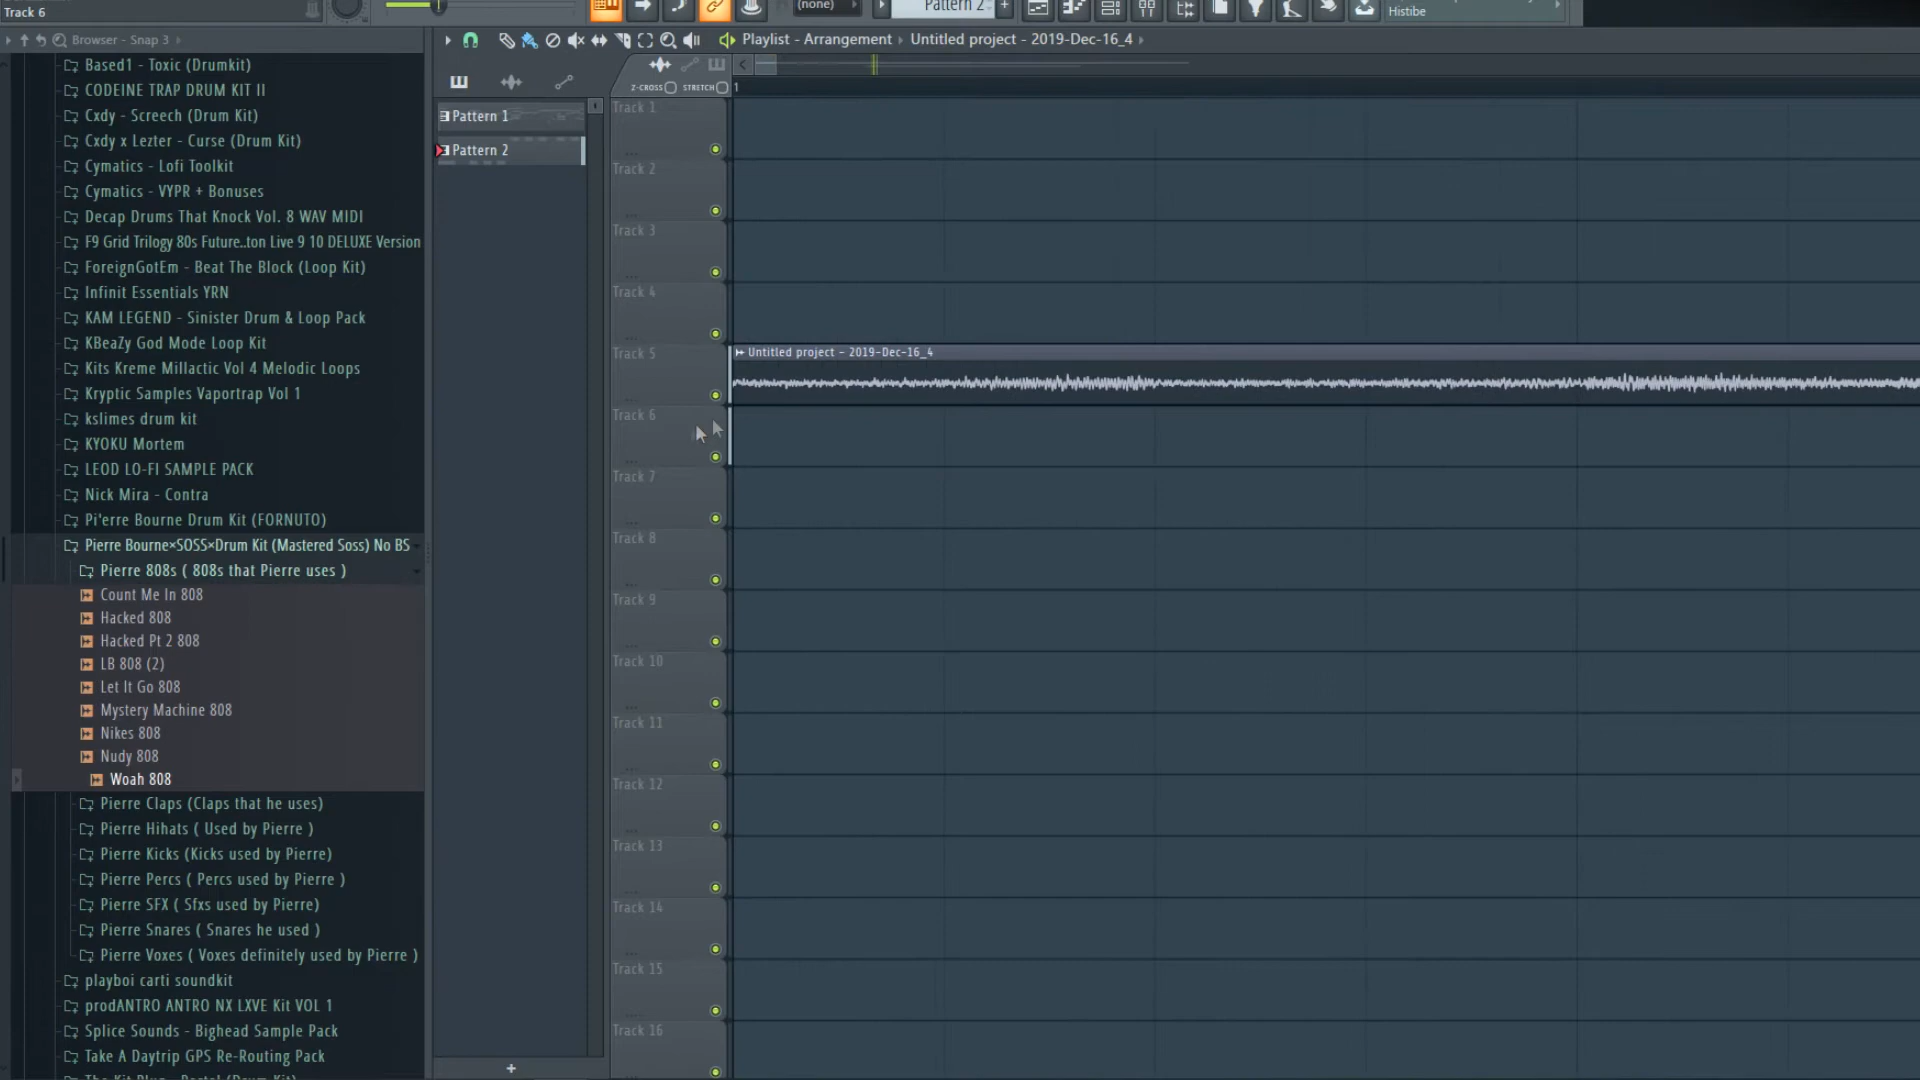 Track 6
(none)
Pattern 2
Histibe
Browser - Snap 3
Playlist - Arrangement
Untitled project - 2019-Dec-16_4
Z-CROSS
STRETCH
1
Based1 - Toxic (Drumkit)
CODEINE TRAP DRUM KIT II
Cxdy - Screech (Drum Kit)
Cxdy x Lezter - Curse (Drum Kit)
Cymatics - Lofi Toolkit
Cymatics - VYPR + Bonuses
Decap Drums That Knock Vol. 8 WAV MIDI
F9 Grid Trilogy 80s Future..ton Live 9 10 DELUXE Version
ForeignGotEm - Beat The Block (Loop Kit)
Infinit Essentials YRN
KAM LEGEND - Sinister Drum & Loop Pack
KBeaZy God Mode Loop Kit
Kits Kreme Millactic Vol 4 Melodic Loops
Kryptic Samples Vaportrap Vol 1
kslimes drum kit
KYOKU Mortem
LEOD LO-FI SAMPLE PACK
Nick Mira - Contra
Pi'erre Bourne Drum Kit (FORNUTO)
Pierre Bourne×SOSS×Drum Kit (Mastered Soss) No BS
Pierre 808s ( 808s that Pierre uses )
Count Me In 808
Hacked 808
Hacked Pt 2 808
LB 808 (2)
Let It Go 808
Mystery Machine 808
Nikes 808
Nudy 808
Woah 808
Pierre Claps (Claps that he uses)
Pierre Hihats ( Used by Pierre )
Pierre Kicks (Kicks used by Pierre)
Pierre Percs ( Percs used by Pierre )
Pierre SFX ( Sfxs used by Pierre)
Pierre Snares ( Snares he used )
Pierre Voxes ( Voxes definitely used by Pierre )
playboi carti soundkit
prodANTRO ANTRO NX LXVE Kit VOL 1
Splice Sounds - Bighead Sample Pack
Take A Daytrip GPS Re-Routing Pack
Pattern 1
Pattern 2
Track 1
Track 2
Track 3
Track 4
Track 5
Untitled project - 2019-Dec-16_4
Track 6
Track 7
Track 8
Track 9
Track 10
Track 11
Track 12
Track 13
Track 14
Track 15
Track 16